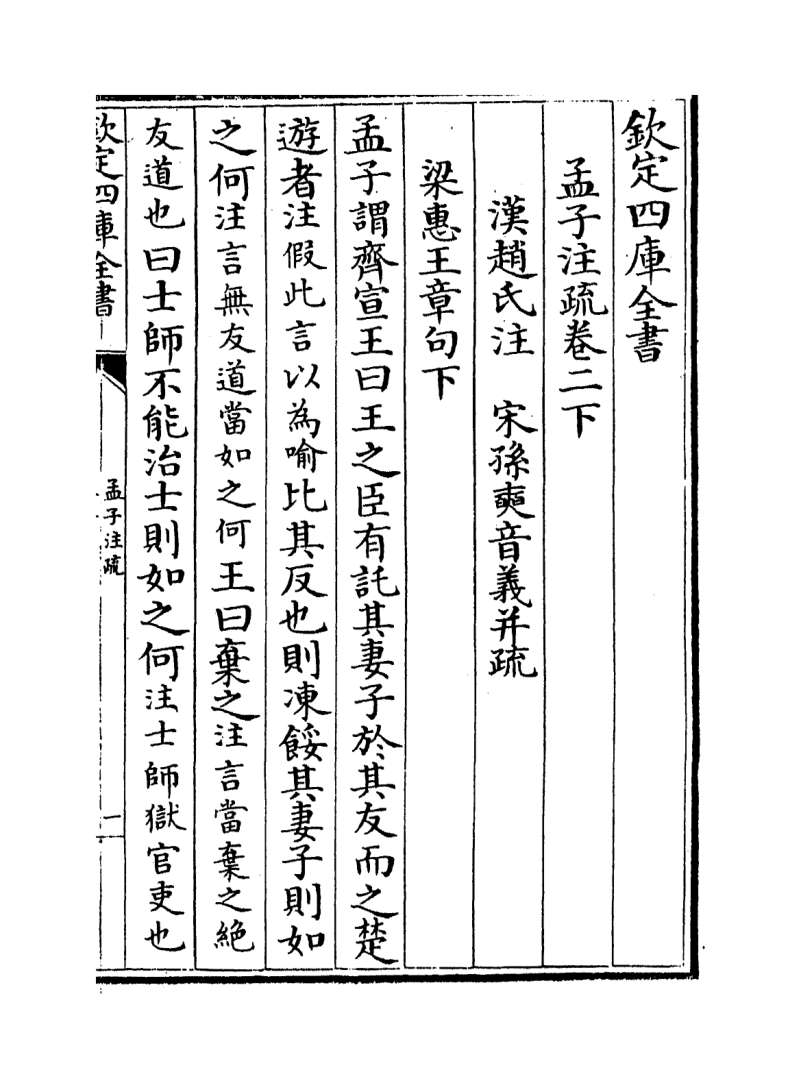 欽定四庫全書
孟子注疏卷二下
漢趙氏注　宋孫奭音義并疏
梁惠王章句下
孟子謂齊宣王曰王之臣有託其妻子於其友而之楚
遊者注假此言以為喻比其反也則凍餒其妻子則如
之何注言無友道當如之何王曰棄之注言當棄之絶
友道也曰士師不能治士則如之何注士師獄官吏也
欽定四庫全書
孟子注疏
一